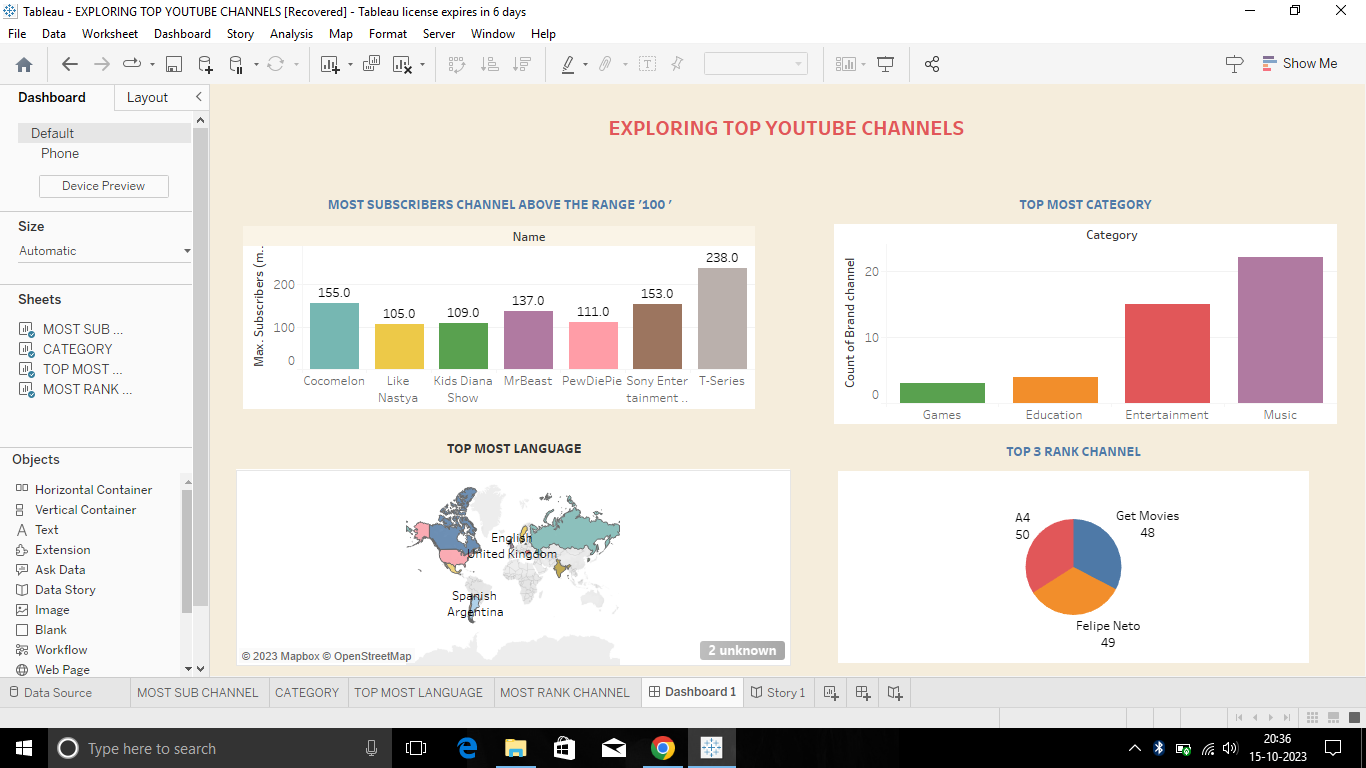 Tableau - EXPLORING TOP YOUTUBE CHANNELS [Recovered] - Tableau license expires in 6 days
File Data Worksheet Dashboard Story Analysis Map Format Server Window Help
Show Me
Dashboard Layout
Default
Phone
Device Preview
Size
Automatic
Sheets
MOST SUB ...
CATEGORY
TOP MOST ...
MOST RANK ...
Objects
Horizontal Container
Vertical Container
Text
Extension
Ask Data
Data Story
Image
Blank
Workflow
Web Page
EXPLORING TOP YOUTUBE CHANNELS
MOST SUBSCRIBERS CHANNEL ABOVE THE RANGE '100 '
Name
Max. Subscribers (m..
200
100
0
155.0
105.0
109.0
137.0
111.0
153.0
238.0
Cocomelon
Like
Nastya
Kids Diana
Show
MrBeast
PewDiePie
Sony Enter
tainment ..
T-Series
TOP MOST CATEGORY
Category
Count of Brand channel
20
10
0
Games
Education
Entertainment
Music
TOP MOST LANGUAGE
English
United Kingdom
Spanish
Argentina
© 2023 Mapbox © OpenStreetMap
2 unknown
TOP 3 RANK CHANNEL
A4
50
Get Movies
48
Felipe Neto
49
Data Source MOST SUB CHANNEL CATEGORY TOP MOST LANGUAGE MOST RANK CHANNEL Dashboard 1 Story 1
Type here to search
20:36
15-10-2023